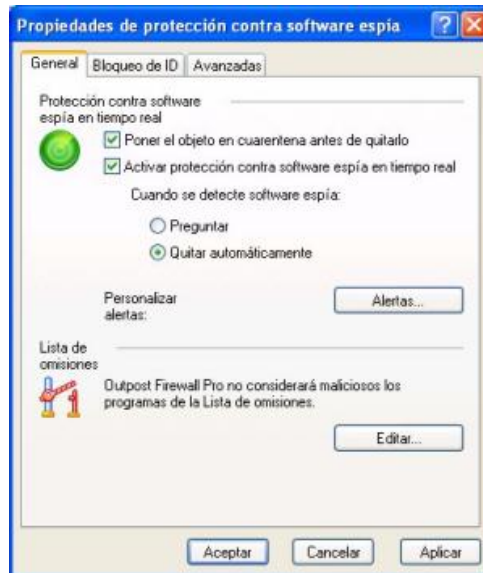 Propiedades de protección contra software espía
General
Bloqueo de ID
Avanzadas
Protección contra software
espía en tiempo real
Poner el objeto en cuarentena antes de quitarlo
Activar protección contra software espía en tiempo real
Cuando se detecte software espía:
Preguntar
Quitar automáticamente
Personalizar
alertas:
Alertas...
Lista de
omisiones
Outpost Firewall Pro no considerará maliciosos los
programas de la Lista de omisiones.
Editar...
Aceptar
Cancelar
Aplicar